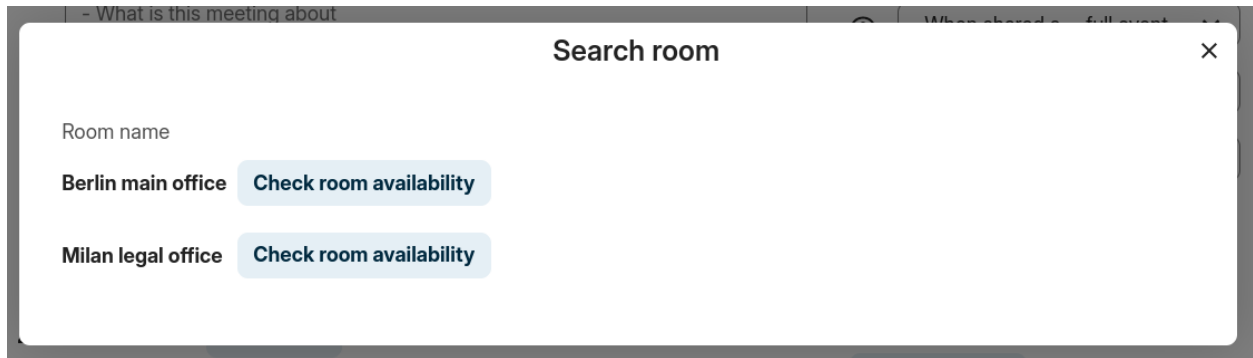 - What is this meeting about
Search room
Room name
Berlin main office Check room availability
Milan legal office Check room availability